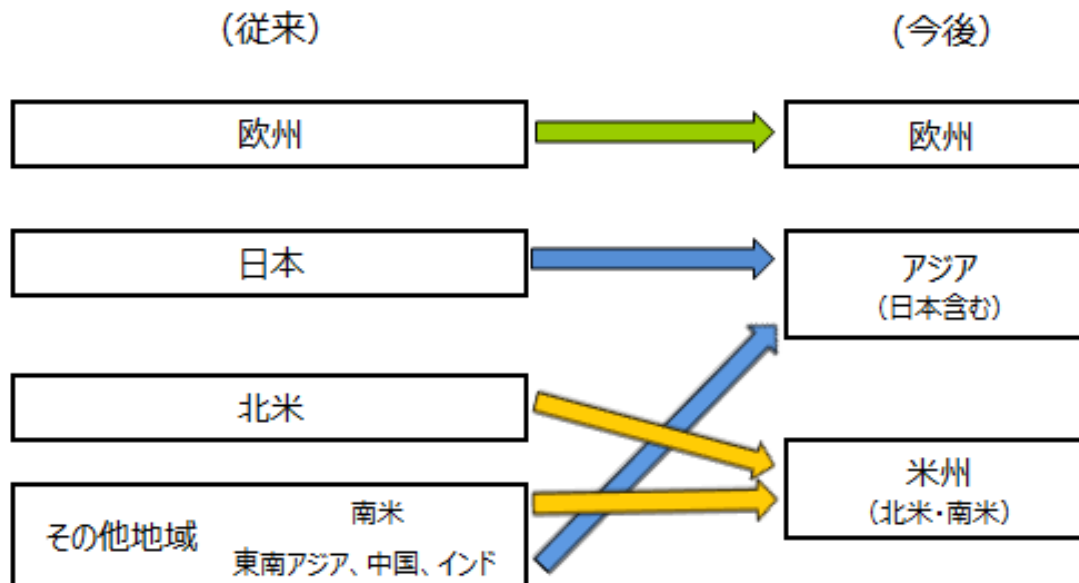 (従来)
(今後)
欧州
欧州
日本
アジア
(日本含む)
北米
米州
(北米・南米)
その他地域
南米
東南アジア、中国、インド